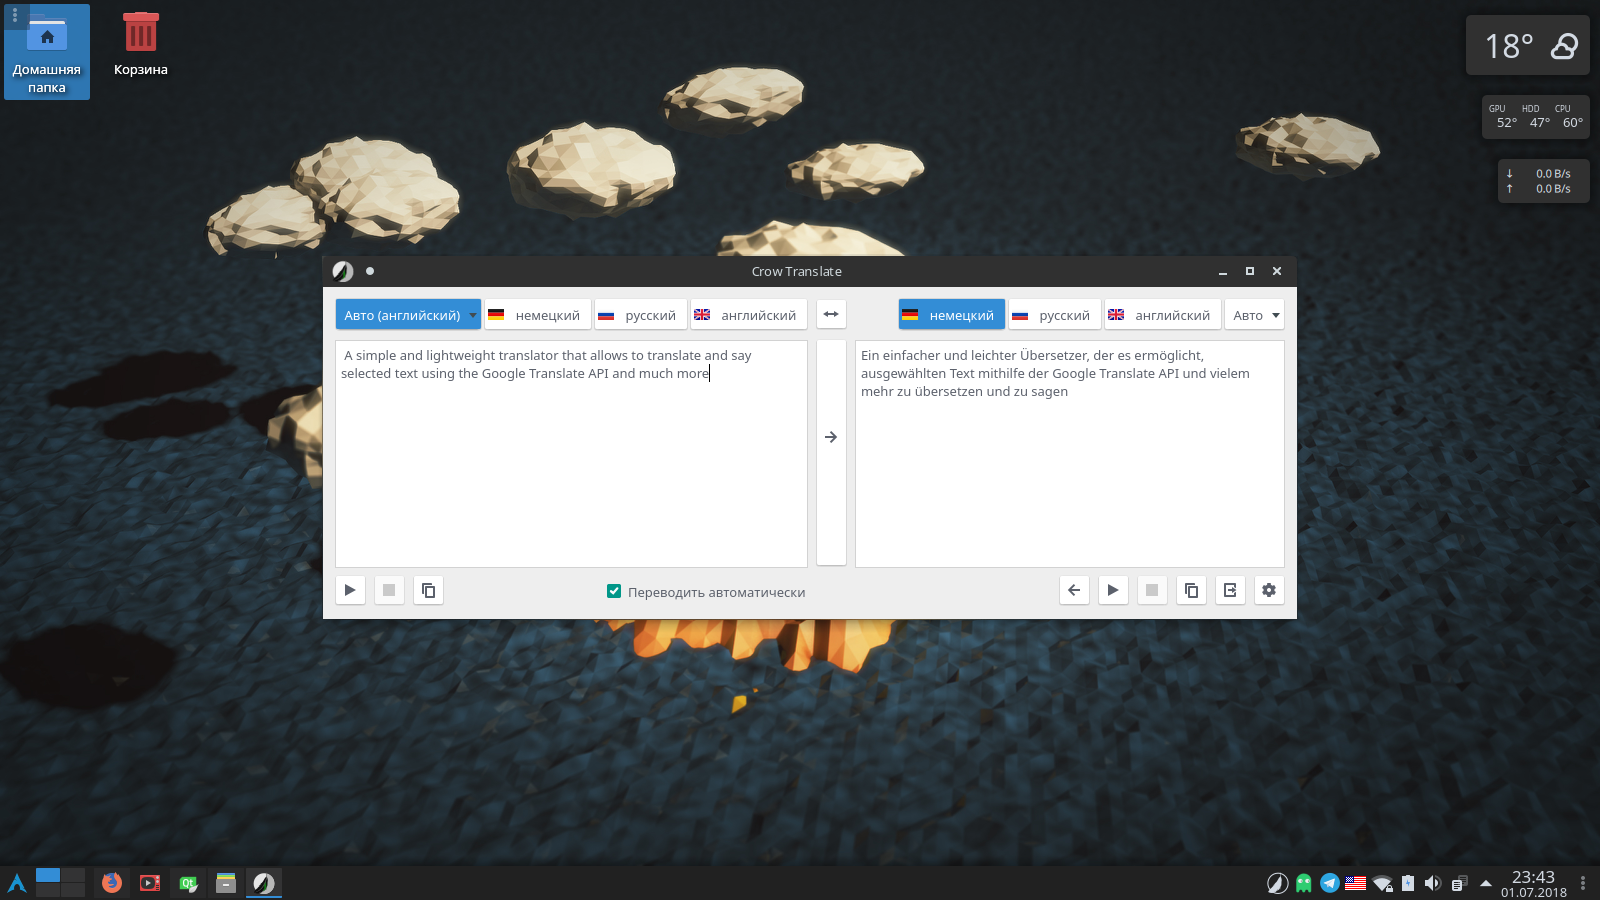 Домашняя
папка
Корзина
18°
GPU HDD CPU
52° 47° 60°
↓ 0.0 B/s
↑ 0.0 B/s
Crow Translate
Авто (английский) немецкий русский английский
немецкий русский английский Авто
A simple and lightweight translator that allows to translate and say
selected text using the Google Translate API and much more
Ein einfacher und leichter Übersetzer, der es ermöglicht,
ausgewählten Text mithilfe der Google Translate API und vielem
mehr zu übersetzen und zu sagen
Переводить автоматически
Qt
23:43
01.07.2018